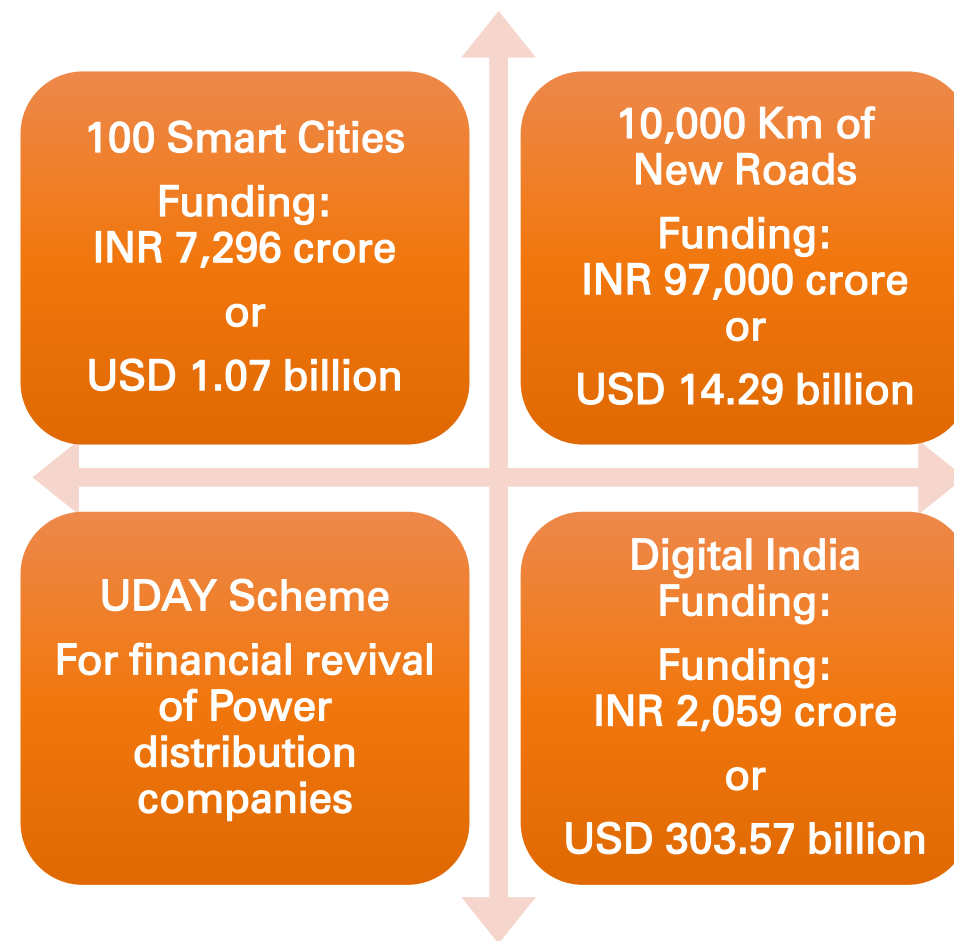 100 Smart Cities
Funding:
INR 7,296 crore
or
USD 1.07 billion
10,000 Km of
New Roads
Funding:
INR 97,000 crore
or
USD 14.29 billion
UDAY Scheme
For financial revival
of Power
distribution
companies
Digital India
Funding:
Funding:
INR 2,059 crore
or
USD 303.57 billion